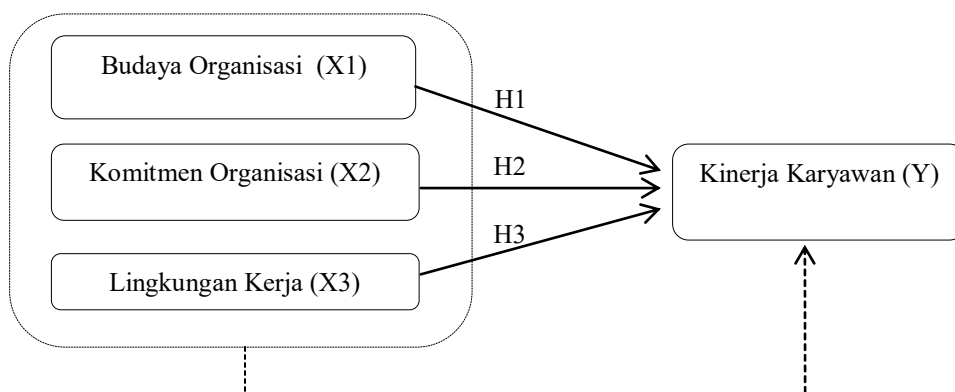 Budaya Organisasi  (X1)
H1
Komitmen Organisasi (X2)
H2
Kinerja Karyawan (Y)
H3
Lingkungan Kerja (X3)